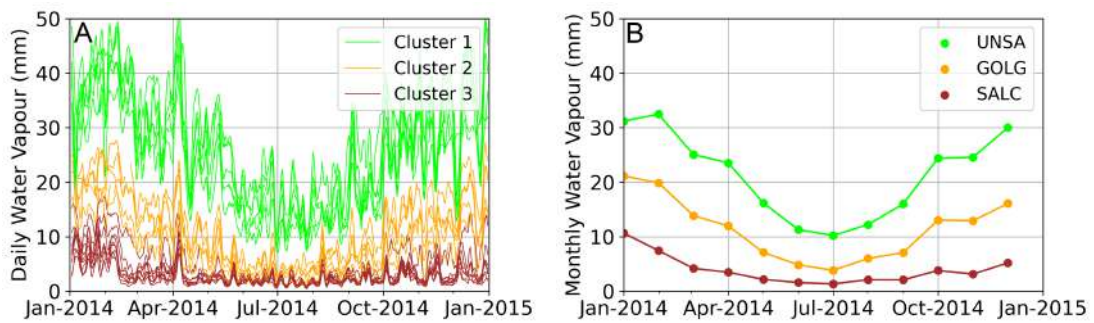 A
Daily Water Vapour (mm)
50
40
30
20
10
0
Jan-2014 Apr-2014 Jul-2014 Oct-2014 Jan-2015
Cluster 1
Cluster 2
Cluster 3
B
Monthly Water Vapour (mm)
50
40
30
20
10
0
Jan-2014 Apr-2014 Jul-2014 Oct-2014 Jan-2015
UNSA
GOLG
SALC